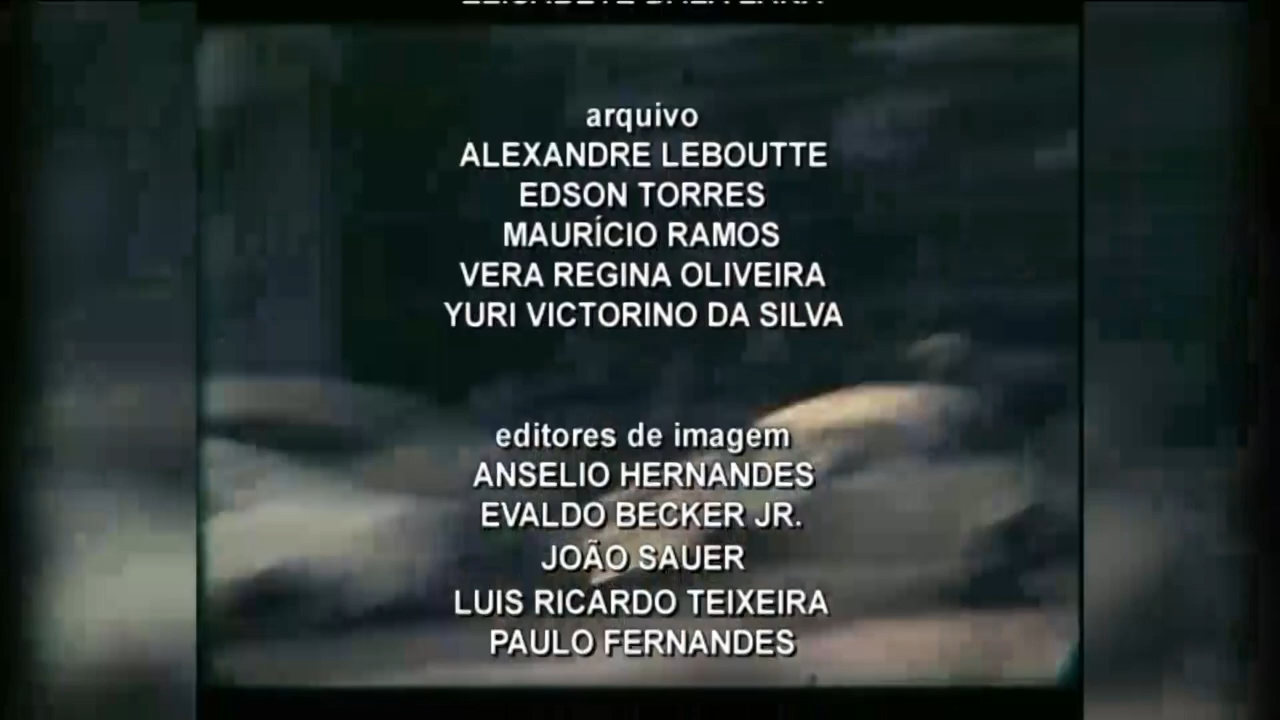 arquivo
ALEXANDRE LEBOUTTE
EDSON TORRES
MAURÍCIO RAMOS
VERA REGINA OLIVEIRA
YURI VICTORINO DA SILVA
editores de imagem
ANSELIO HERNANDES
EVALDO BECKER JR.
JOÃO SAUER
LUIS RICARDO TEIXEIRA
PAULO FERNANDES